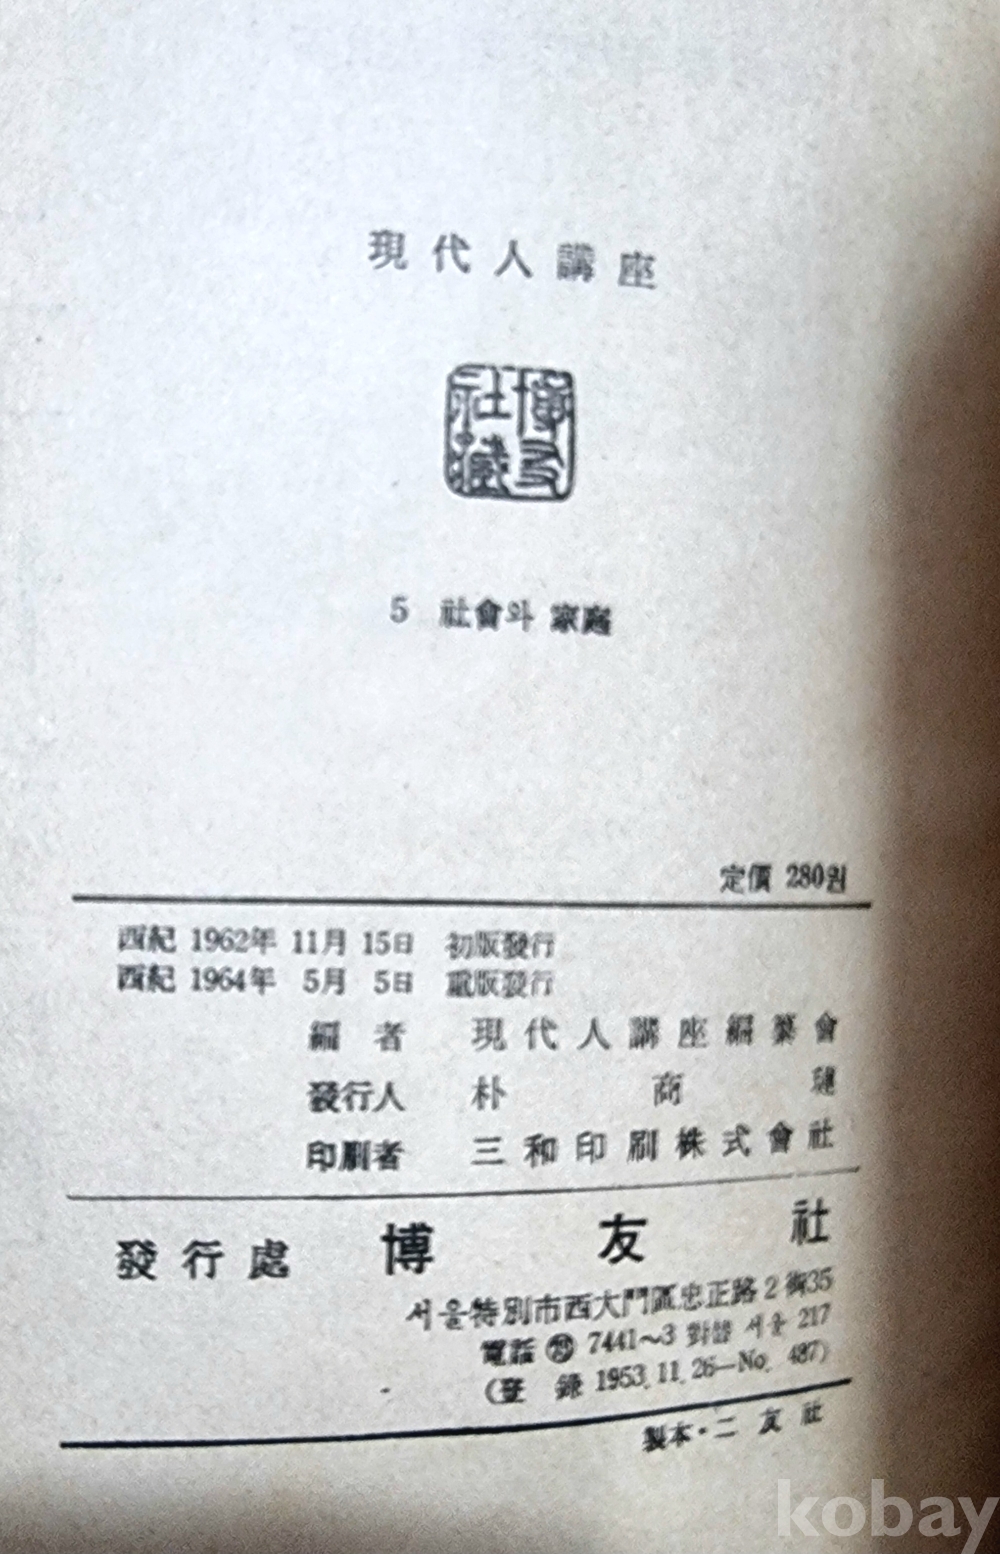 現代人講座
博友
社藏
5 社會와 家庭
定價 280원
西紀 1962年 11月 15日 初版發行
西紀 1964年 5月 5日 重版發行
編者 現代人講座編纂會
發行人 朴商璉
印刷者 三和印刷株式會社
發行處 博友社
서울特別市西大門區忠正路2街35
電話 7441~3 對替 서울 217
(登錄 1953.11.26—No. 487)
製本・二友社
kobay